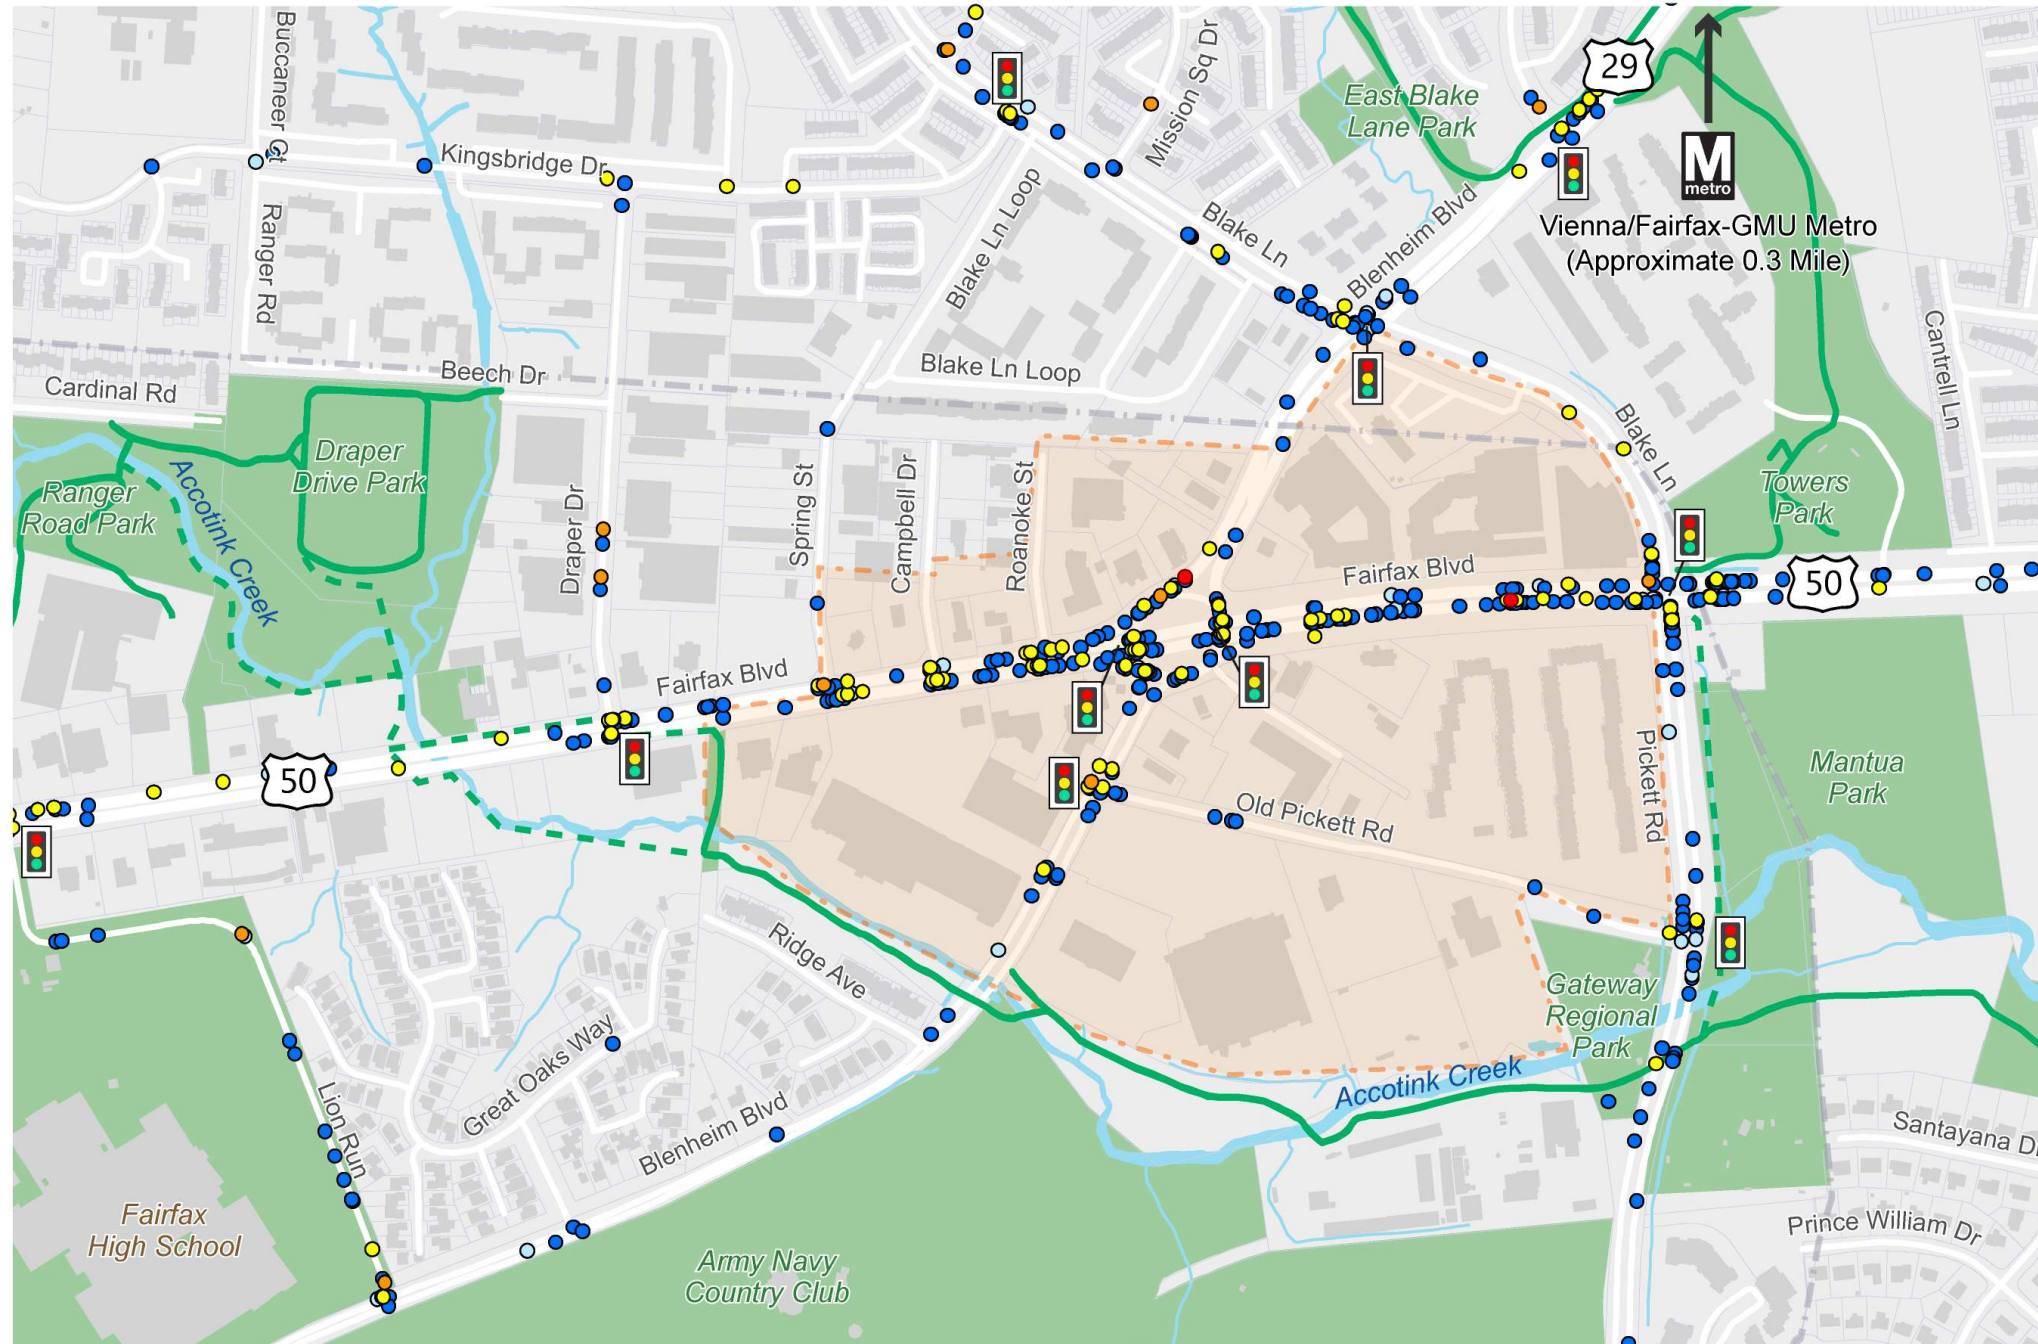 Buccaneer Ct
Mission Sq Dr
29
East Blake
Lane Park
M
metro
Kingsbridge Dr
Vienna/Fairfax-GMU Metro
(Approximate 0.3 Mile)
Ranger Rd
Blake Ln Loop
Blake Ln
Blenheim Blvd
Cantrell Ln
Cardinal Rd
Beech Dr
Blake Ln Loop
Blake Ln
Draper
Drive Park
Ranger
Road Park
Accotink Creek
Draper Dr
Spring St
Campbell Dr
Roanoke St
Towers
Park
Fairfax Blvd
50
Fairfax Blvd
50
Pickett Rd
Mantua
Park
Old Pickett Rd
Ridge Ave
Gateway
Regional
Park
Great Oaks Way
Accotink Creek
Lion Run
Blenheim Blvd
Santayana D
Fairfax
High School
Prince William Dr
Army Navy
Country Club